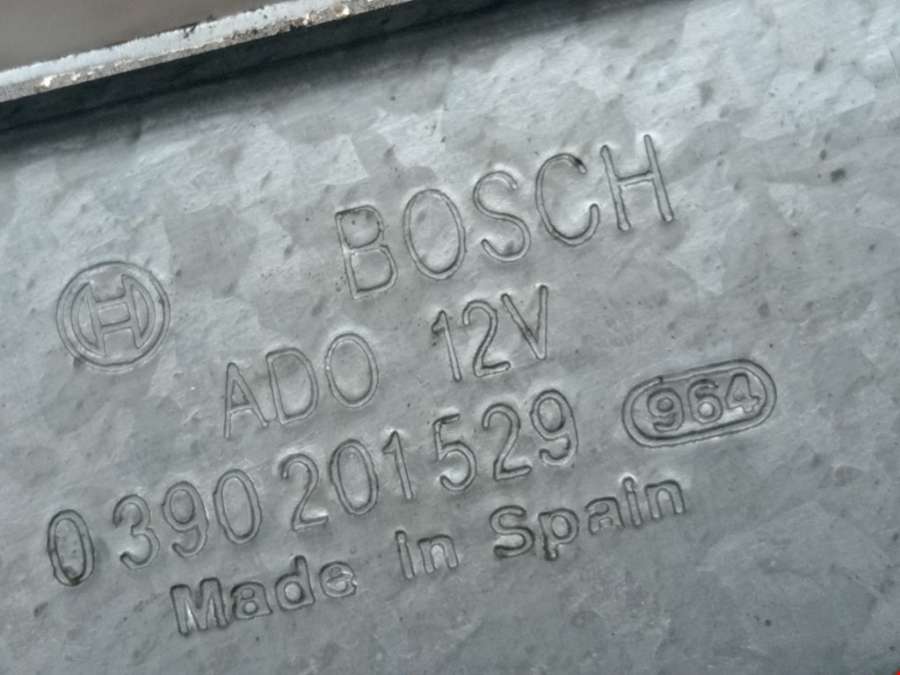 BOSCH
ADO 12V
0 390 201 529 964
Made in Spain